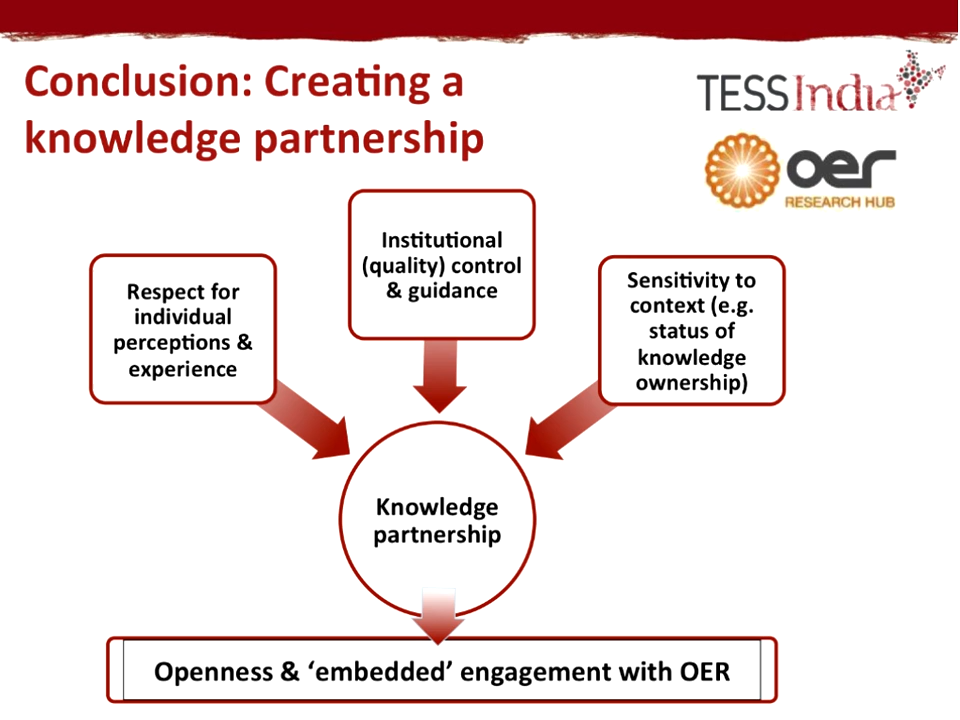 Conclusion: Creating a
knowledge partnership
TESSIndia
oer
RESEARCH HUB
Institutional
(quality) control
& guidance
Respect for
individual
perceptions &
experience
Sensitivity to
context (e.g.
status of
knowledge
ownership)
Knowledge
partnership
Openness & ‘embedded’ engagement with OER